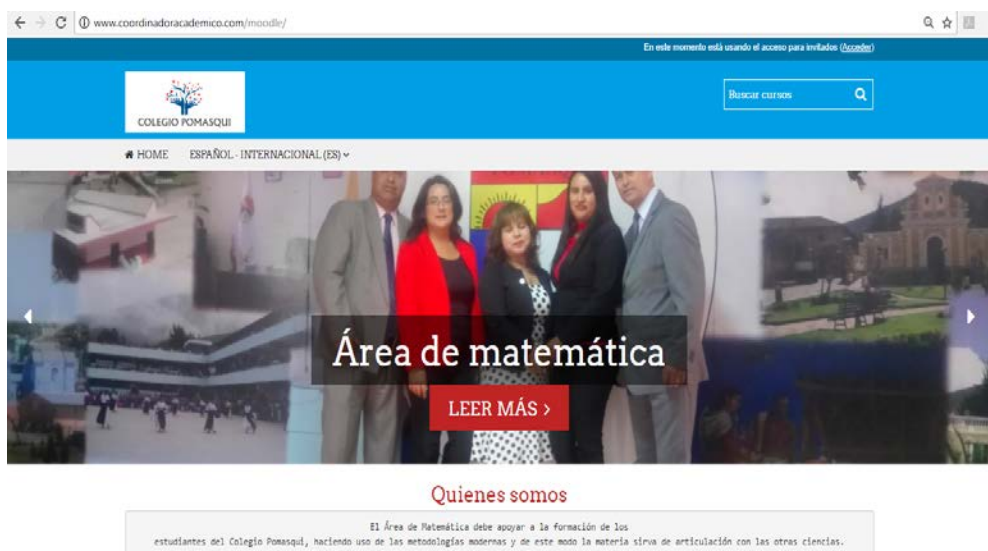 www.coordinadoracademico.com/moodle/
En este momento está usando el acceso para invitados (Acceder)
COLEGIO POMASQUI
Buscar cursos
HOME ESPAÑOL - INTERNACIONAL (ES)
Área de matemática
LEER MÁS >
Quienes somos
El Área de Matemática debe apoyar a la formación de los
estudiantes del Colegio Pomasqui, haciendo uso de las metodologías modernas y de este modo la materia sirva de articulación con las otras ciencias.